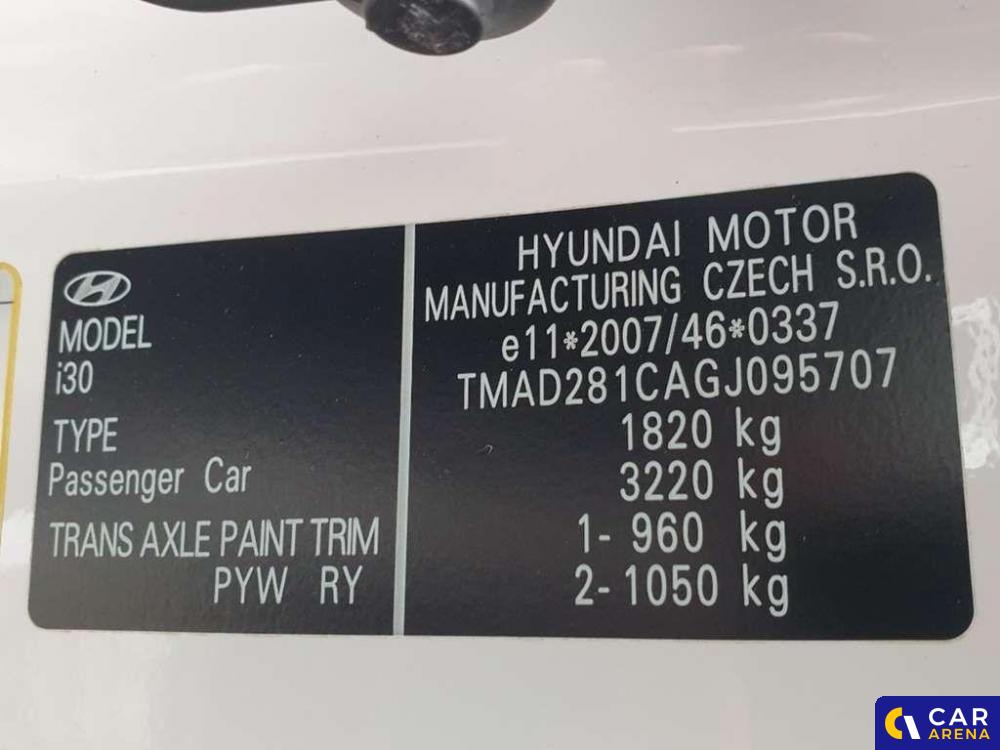 MODEL
i30
TYPE
Passenger Car
TRANS AXLE PAINT TRIM
PYW RY
HYUNDAI MOTOR
MANUFACTURING CZECH S.R.O.
e11*2007/46*0337
TMAD281CAGJ095707
1820 kg
3220 kg
1- 960 kg
2- 1050 kg
CAR
ARENA